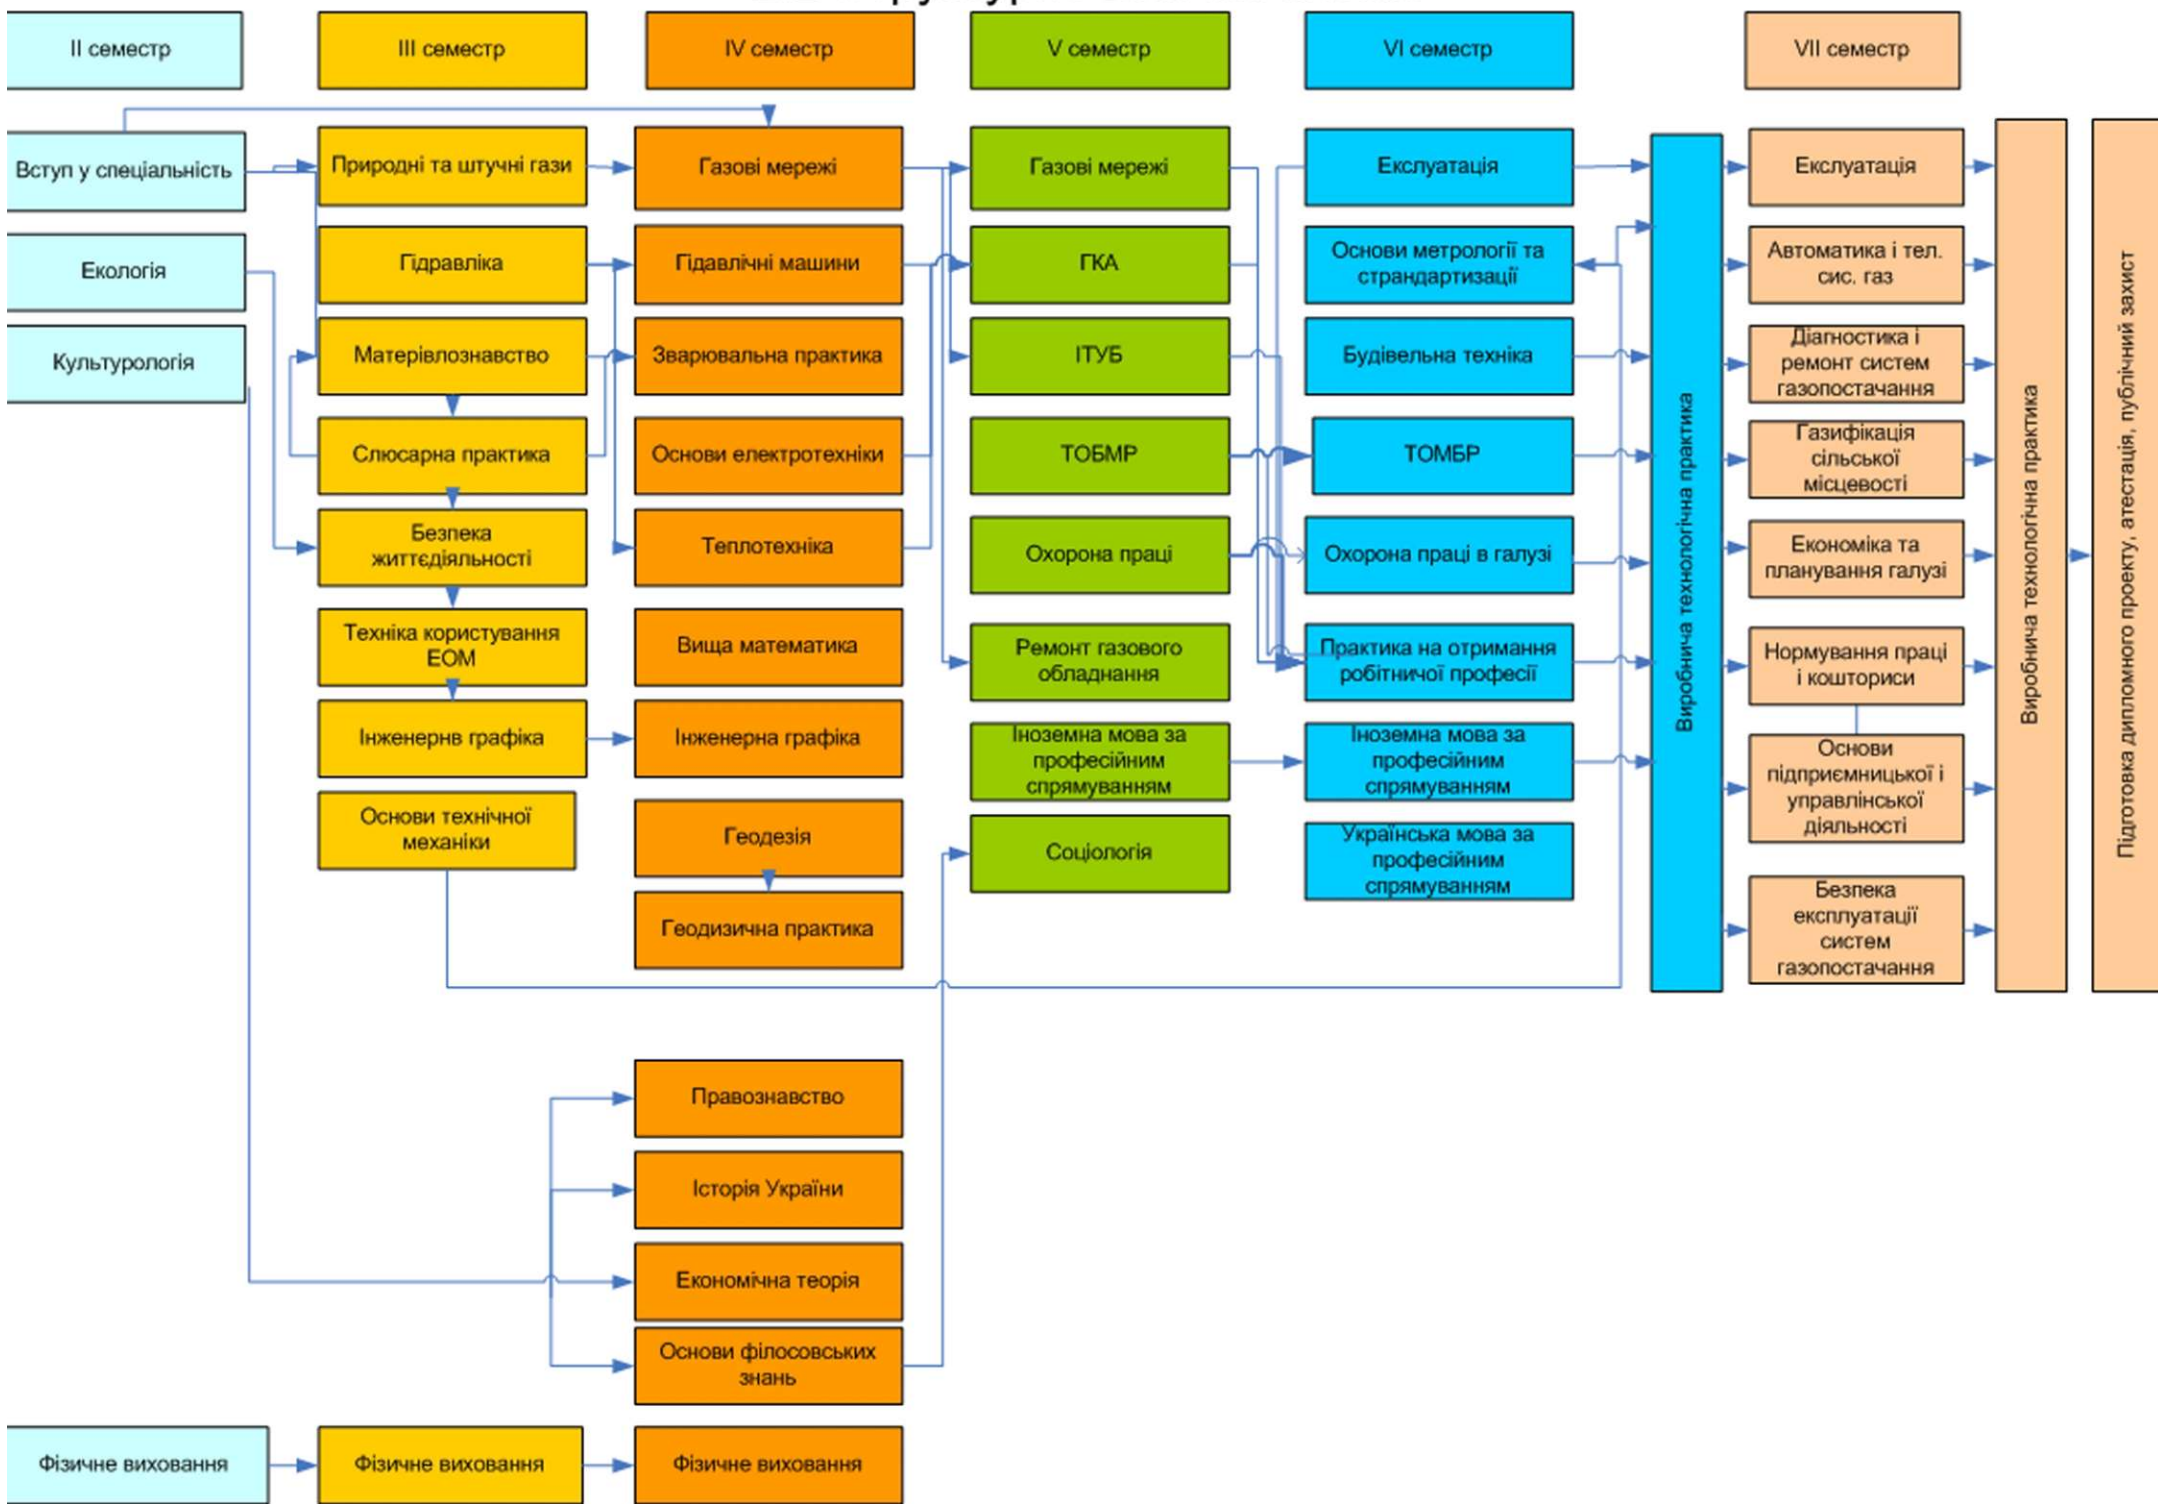 II семестр
III семестр
IV семестр
V семестр
VI семестр
VII семестр
Вступ у спеціальність
Екологія
Культурологія
Фізичне виховання
Природні та штучні гази
Гідравліка
Матерівлознавство
Слюсарна практика
Безпека
життєдіяльності
Техніка користування
ЕОМ
Інженернв графіка
Основи технічної
механіки
Фізичне виховання
Газові мережі
Гідавлічні машини
Зварювальна практика
Основи електротехніки
Теплотехніка
Вища математика
Інженерна графіка
Геодезія
Геодизична практика
Правознавство
Історія України
Економічна теорія
Основи філосовських
знань
Фізичне виховання
Газові мережі
ГКА
ІТУБ
ТОБМР
Охорона праці
Ремонт газового
обладнання
Іноземна мова за
професійним
спрямуванням
Соціологія
Екслуатація
Основи метрології та
страндартизації
Будівельна техніка
ТОМБР
Охорона праці в галузі
Практика на отримання
робітничої професії
Іноземна мова за
професійним
спрямуванням
Українська мова за
професійним
спрямуванням
Виробнича технологічна практика
Екслуатація
Автоматика і тел.
сис. газ
Діагностика і
ремонт систем
газопостачання
Газифікація
сільської
місцевості
Економіка та
планування галузі
Нормування праці
і кошториси
Основи
підприємницької і
управлінської
діяльності
Безпека
експлуатації
систем
газопостачання
Виробнича технологічна практика
Підготовка дипломного проекту, атестація, публічний захист